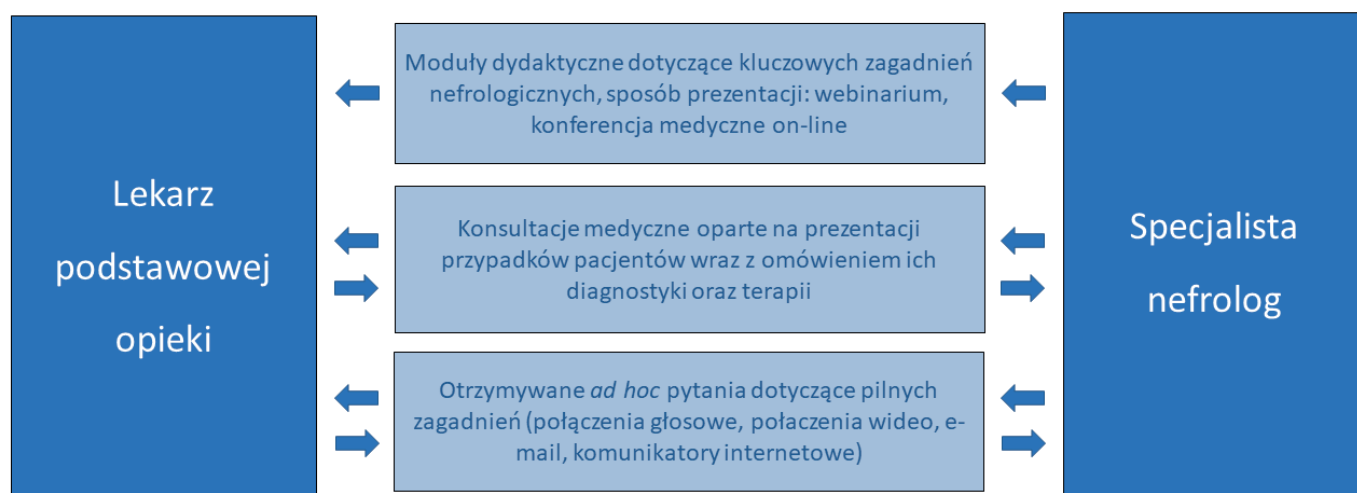 Lekarz
podstawowej
opieki
Moduły dydaktyczne dotyczące kluczowych zagadnień
nefrologicznych, sposób prezentacji: webinarium,
konferencja medyczne on-line
Konsultacje medyczne oparte na prezentacji
przypadków pacjentów wraz z omówieniem ich
diagnostyki oraz terapii
Otrzymywane ad hoc pytania dotyczące pilnych
zagadnień (połączenia głosowe, połaczenia wideo, e-
mail, komunikatory internetowe)
Specjalista
nefrolog